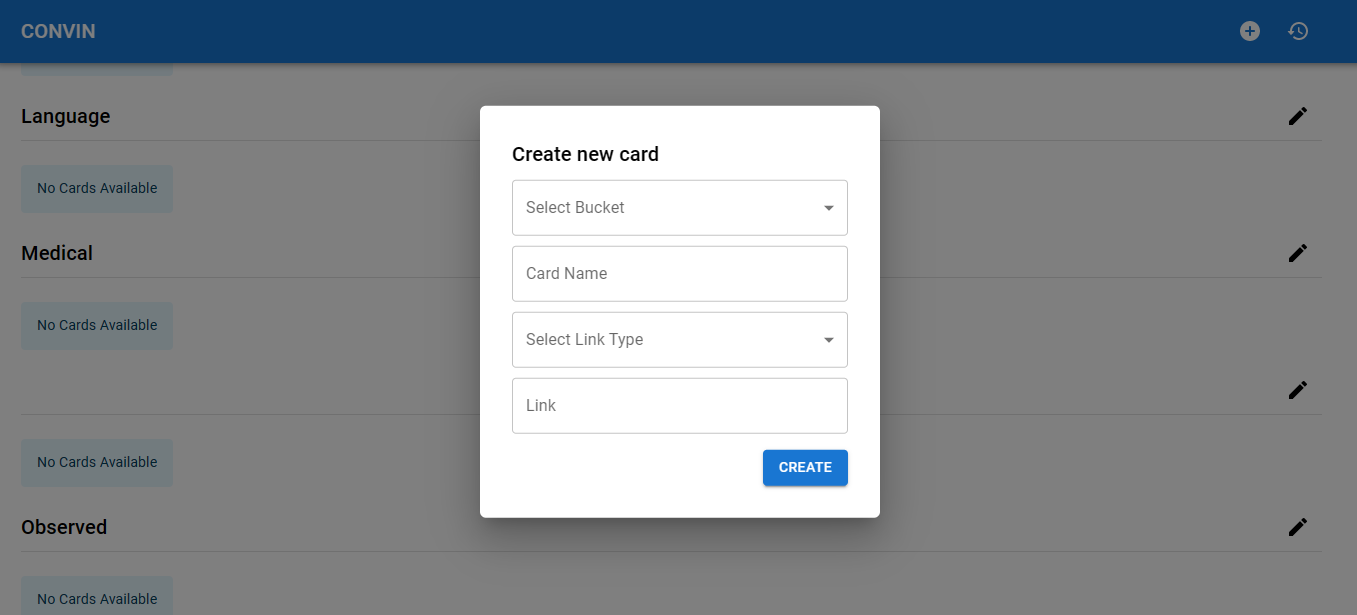 CONVIN
Language
No Cards Available
Medical
No Cards Available
No Cards Available
Observed
No Cards Available
Create new card
Select Bucket
Card Name
Select Link Type
Link
CREATE